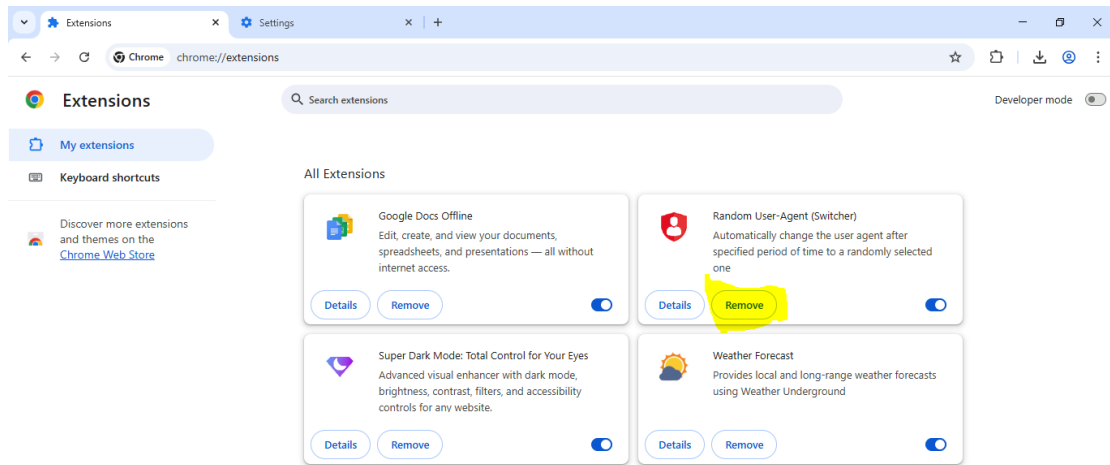 Extensions
Settings
Chrome
chrome://extensions
Extensions
Search extensions
Developer mode
My extensions
Keyboard shortcuts
Discover more extensions
and themes on the
Chrome Web Store
All Extensions
Google Docs Offline
Edit, create, and view your documents,
spreadsheets, and presentations — all without
internet access.
Details
Remove
Random User-Agent (Switcher)
Automatically change the user agent after
specified period of time to a randomly selected
one
Details
Remove
Super Dark Mode: Total Control for Your Eyes
Advanced visual enhancer with dark mode,
brightness, contrast, filters, and accessibility
controls for any website.
Details
Remove
Weather Forecast
Provides local and long-range weather forecasts
using Weather Underground
Details
Remove